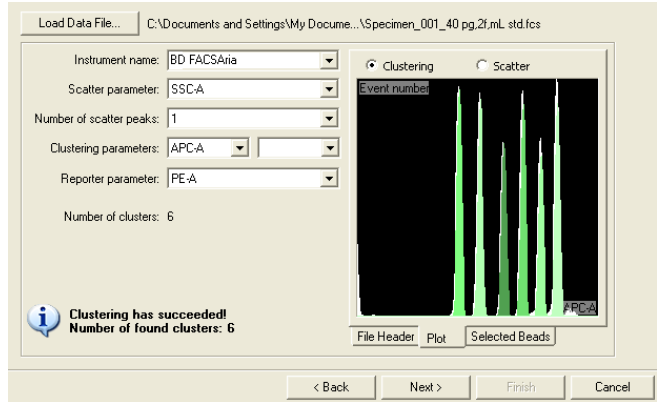 Load Data File... C:\Documents and Settings\My Docume...\Specimen_001_40 pg,2f,mL std.fcs
Instrument name: BD FACSAria
Scatter parameter: SSC-A
Number of scatter peaks: 1
Clustering parameters: APC-A
Reporter parameter: PE-A
Number of clusters: 6
Clustering has succeeded!
Number of found clusters: 6
Clustering Scatter
Event number
APC-A
File Header Plot Selected Beads
< Back Next > Finish Cancel